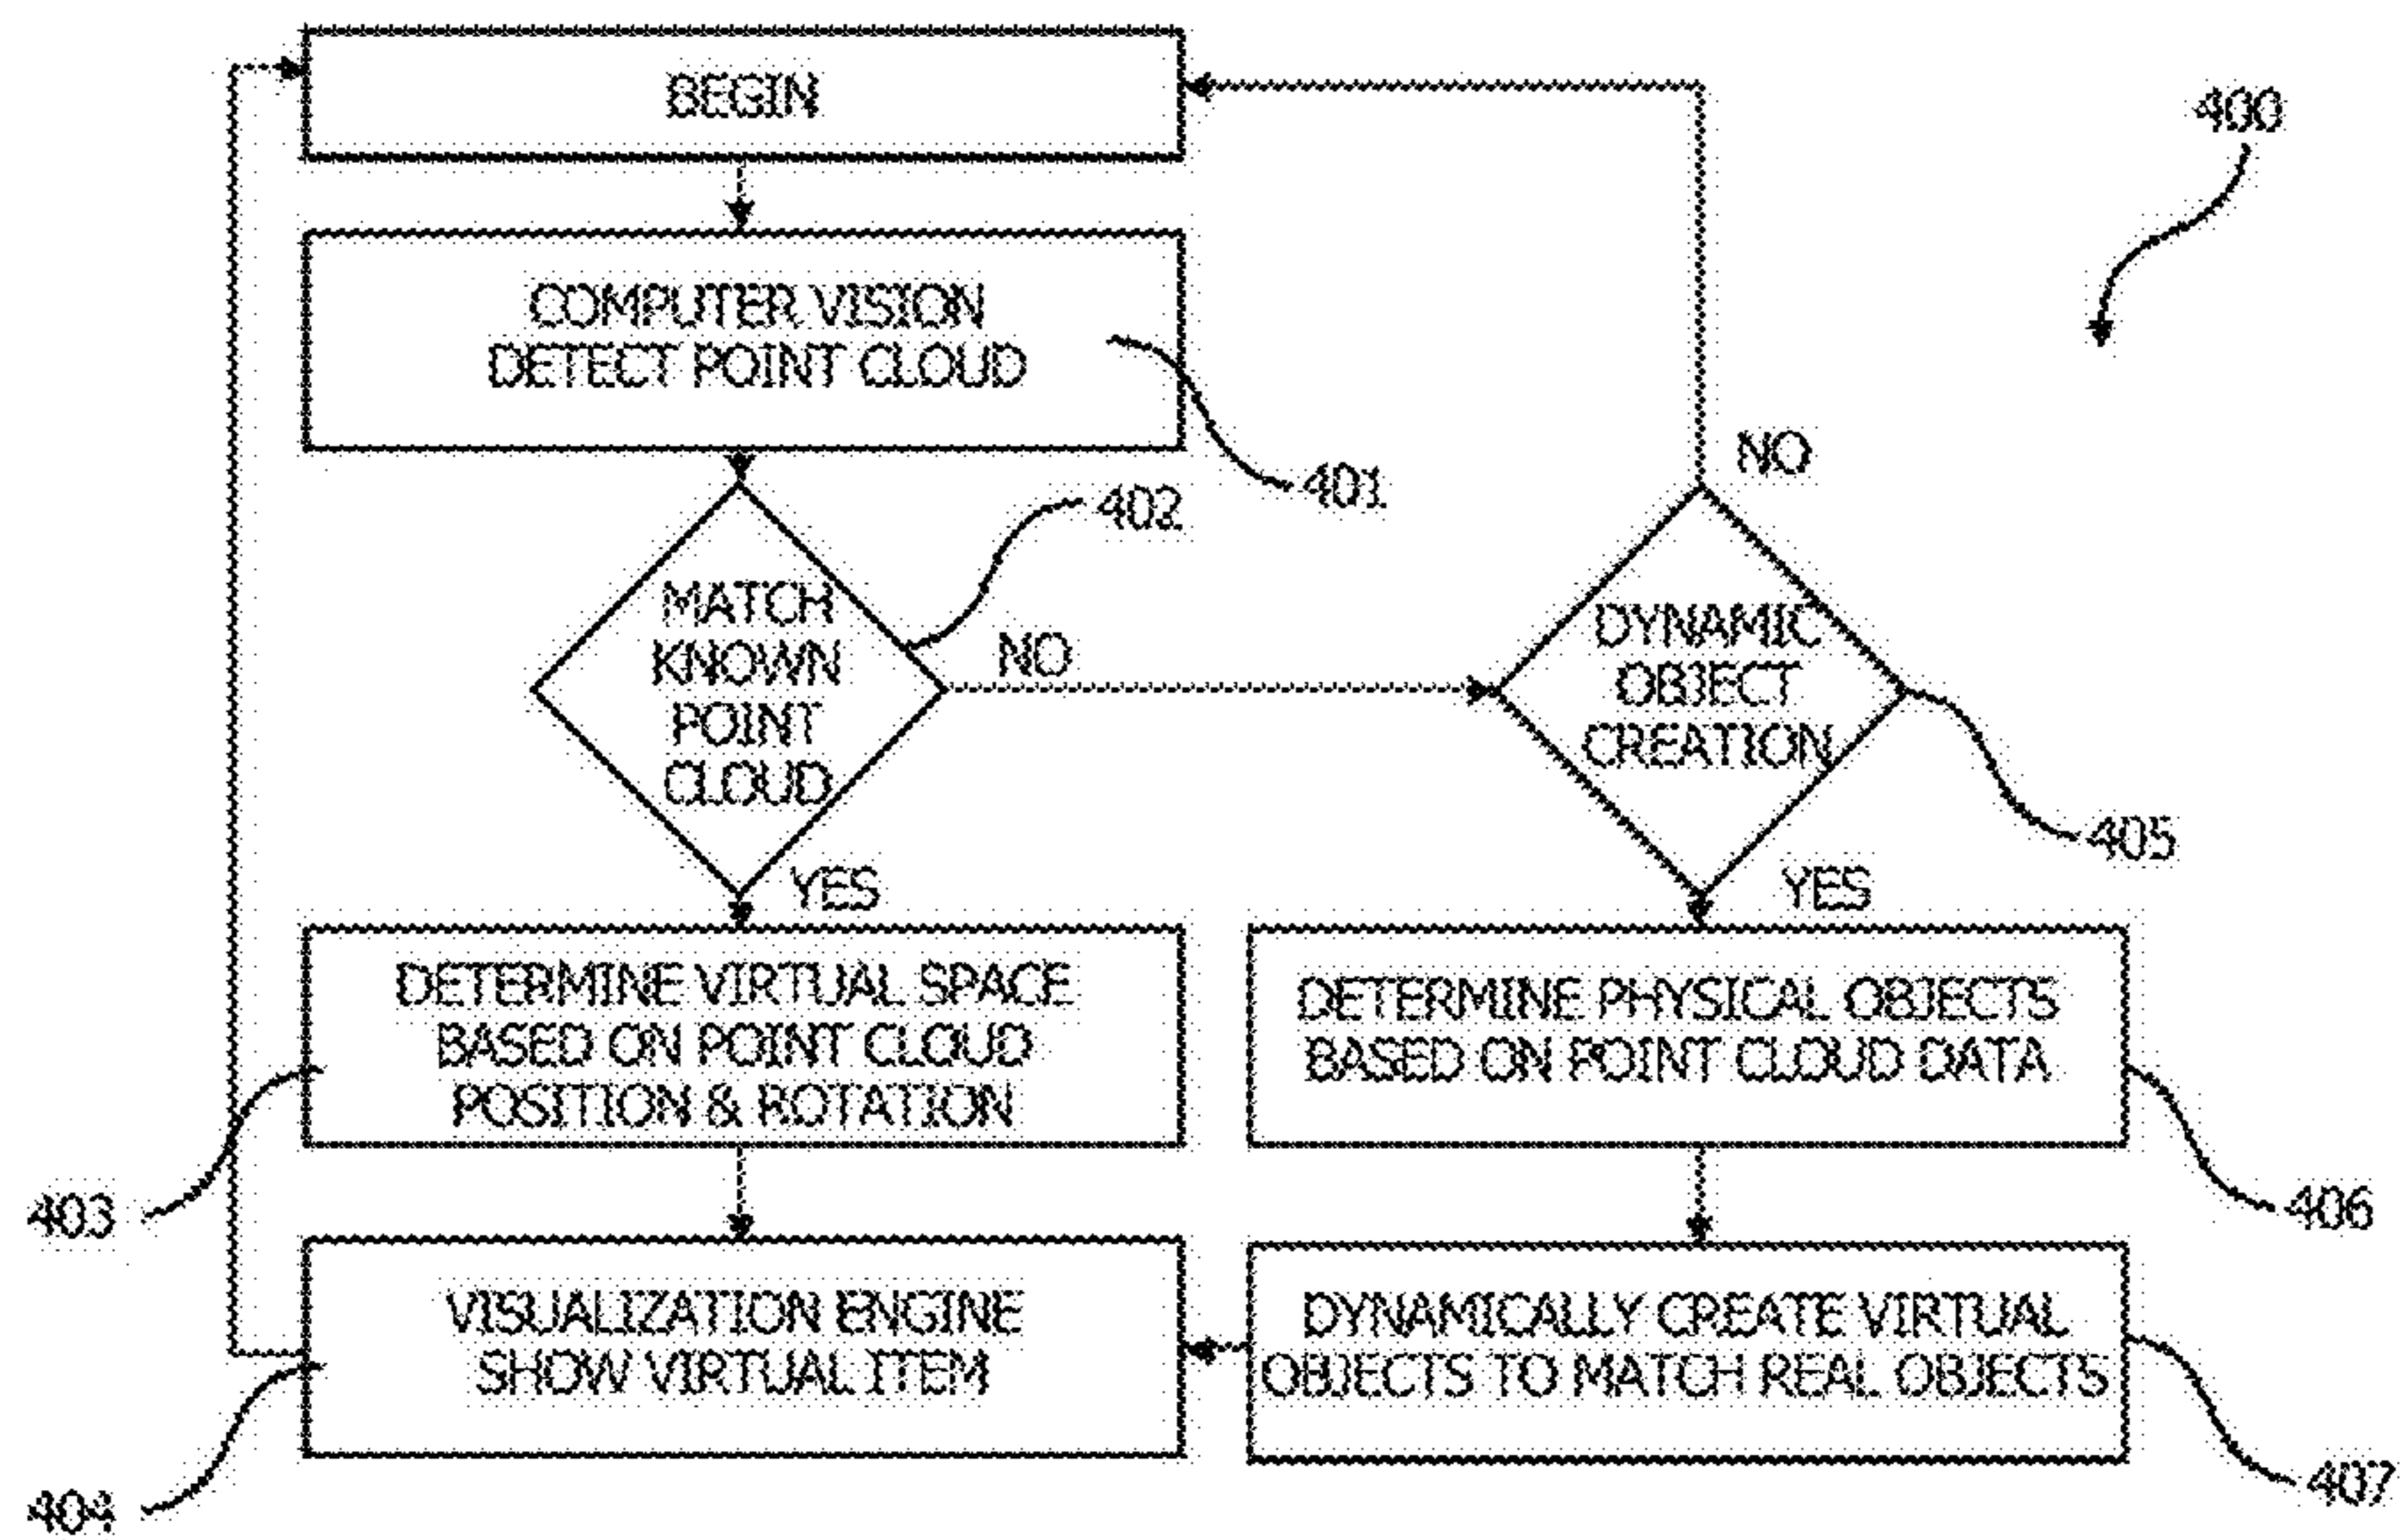 BEGIN
400
COMPUTER VISION
DETECT POINT CLOUD
401
402
NO
MATCH
KNOWN
POINT
CLOUD
NO
DYNAMIC
OBJECT
CREATION
405
YES
YES
DETERMINE VIRTUAL SPACE
BASED ON POINT CLOUD
POSITION & ROTATION
403
DETERMINE PHYSICAL OBJECTS
BASED ON POINT CLOUD DATA
406
VISUALIZATION ENGINE
SHOW VIRTUAL ITEM
404
DYNAMICALLY CREATE VIRTUAL
OBJECTS TO MATCH REAL OBJECTS
407